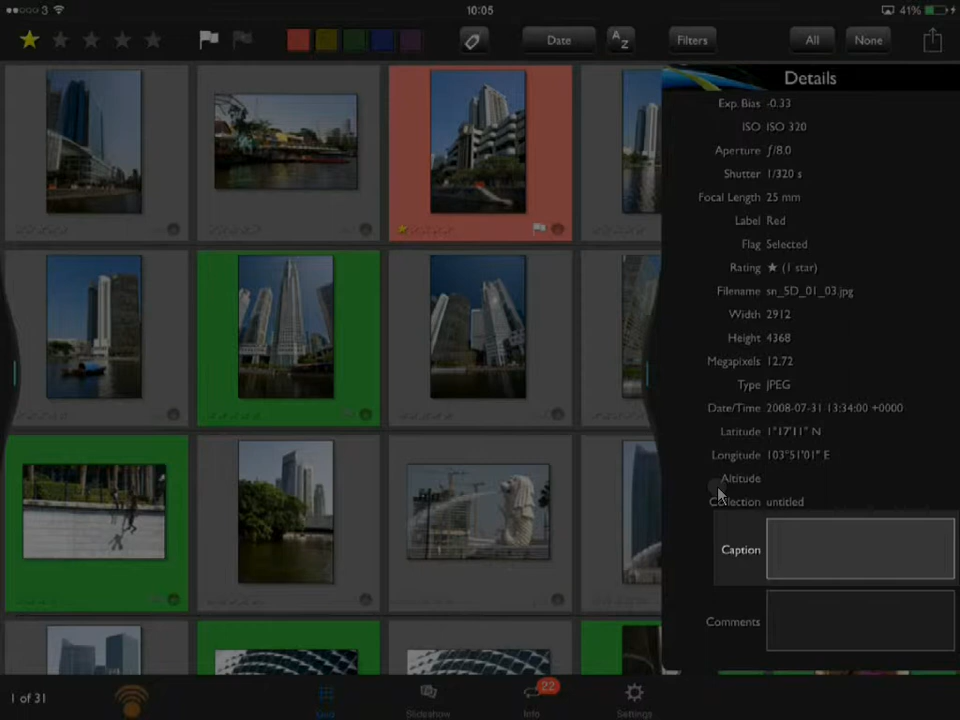 3
10:05
41%
Date
A
Z
Filters
All
None
Details
Exp. Bias -0.33
ISO ISO 320
Aperture ƒ/8.0
Shutter 1/320 s
Focal Length 25 mm
Label Red
Flag Selected
Rating ★ (1 star)
Filename sn_5D_01_03.jpg
Width 2912
Height 4368
Megapixels 12.72
Type JPEG
Date/Time 2008-07-31 13:34:00 +0000
Latitude 1°17'11" N
Longitude 103°51'01" E
Altitude
Collection untitled
Caption
Comments
1 of 31
Grid
Slideshow
22
Info
Settings